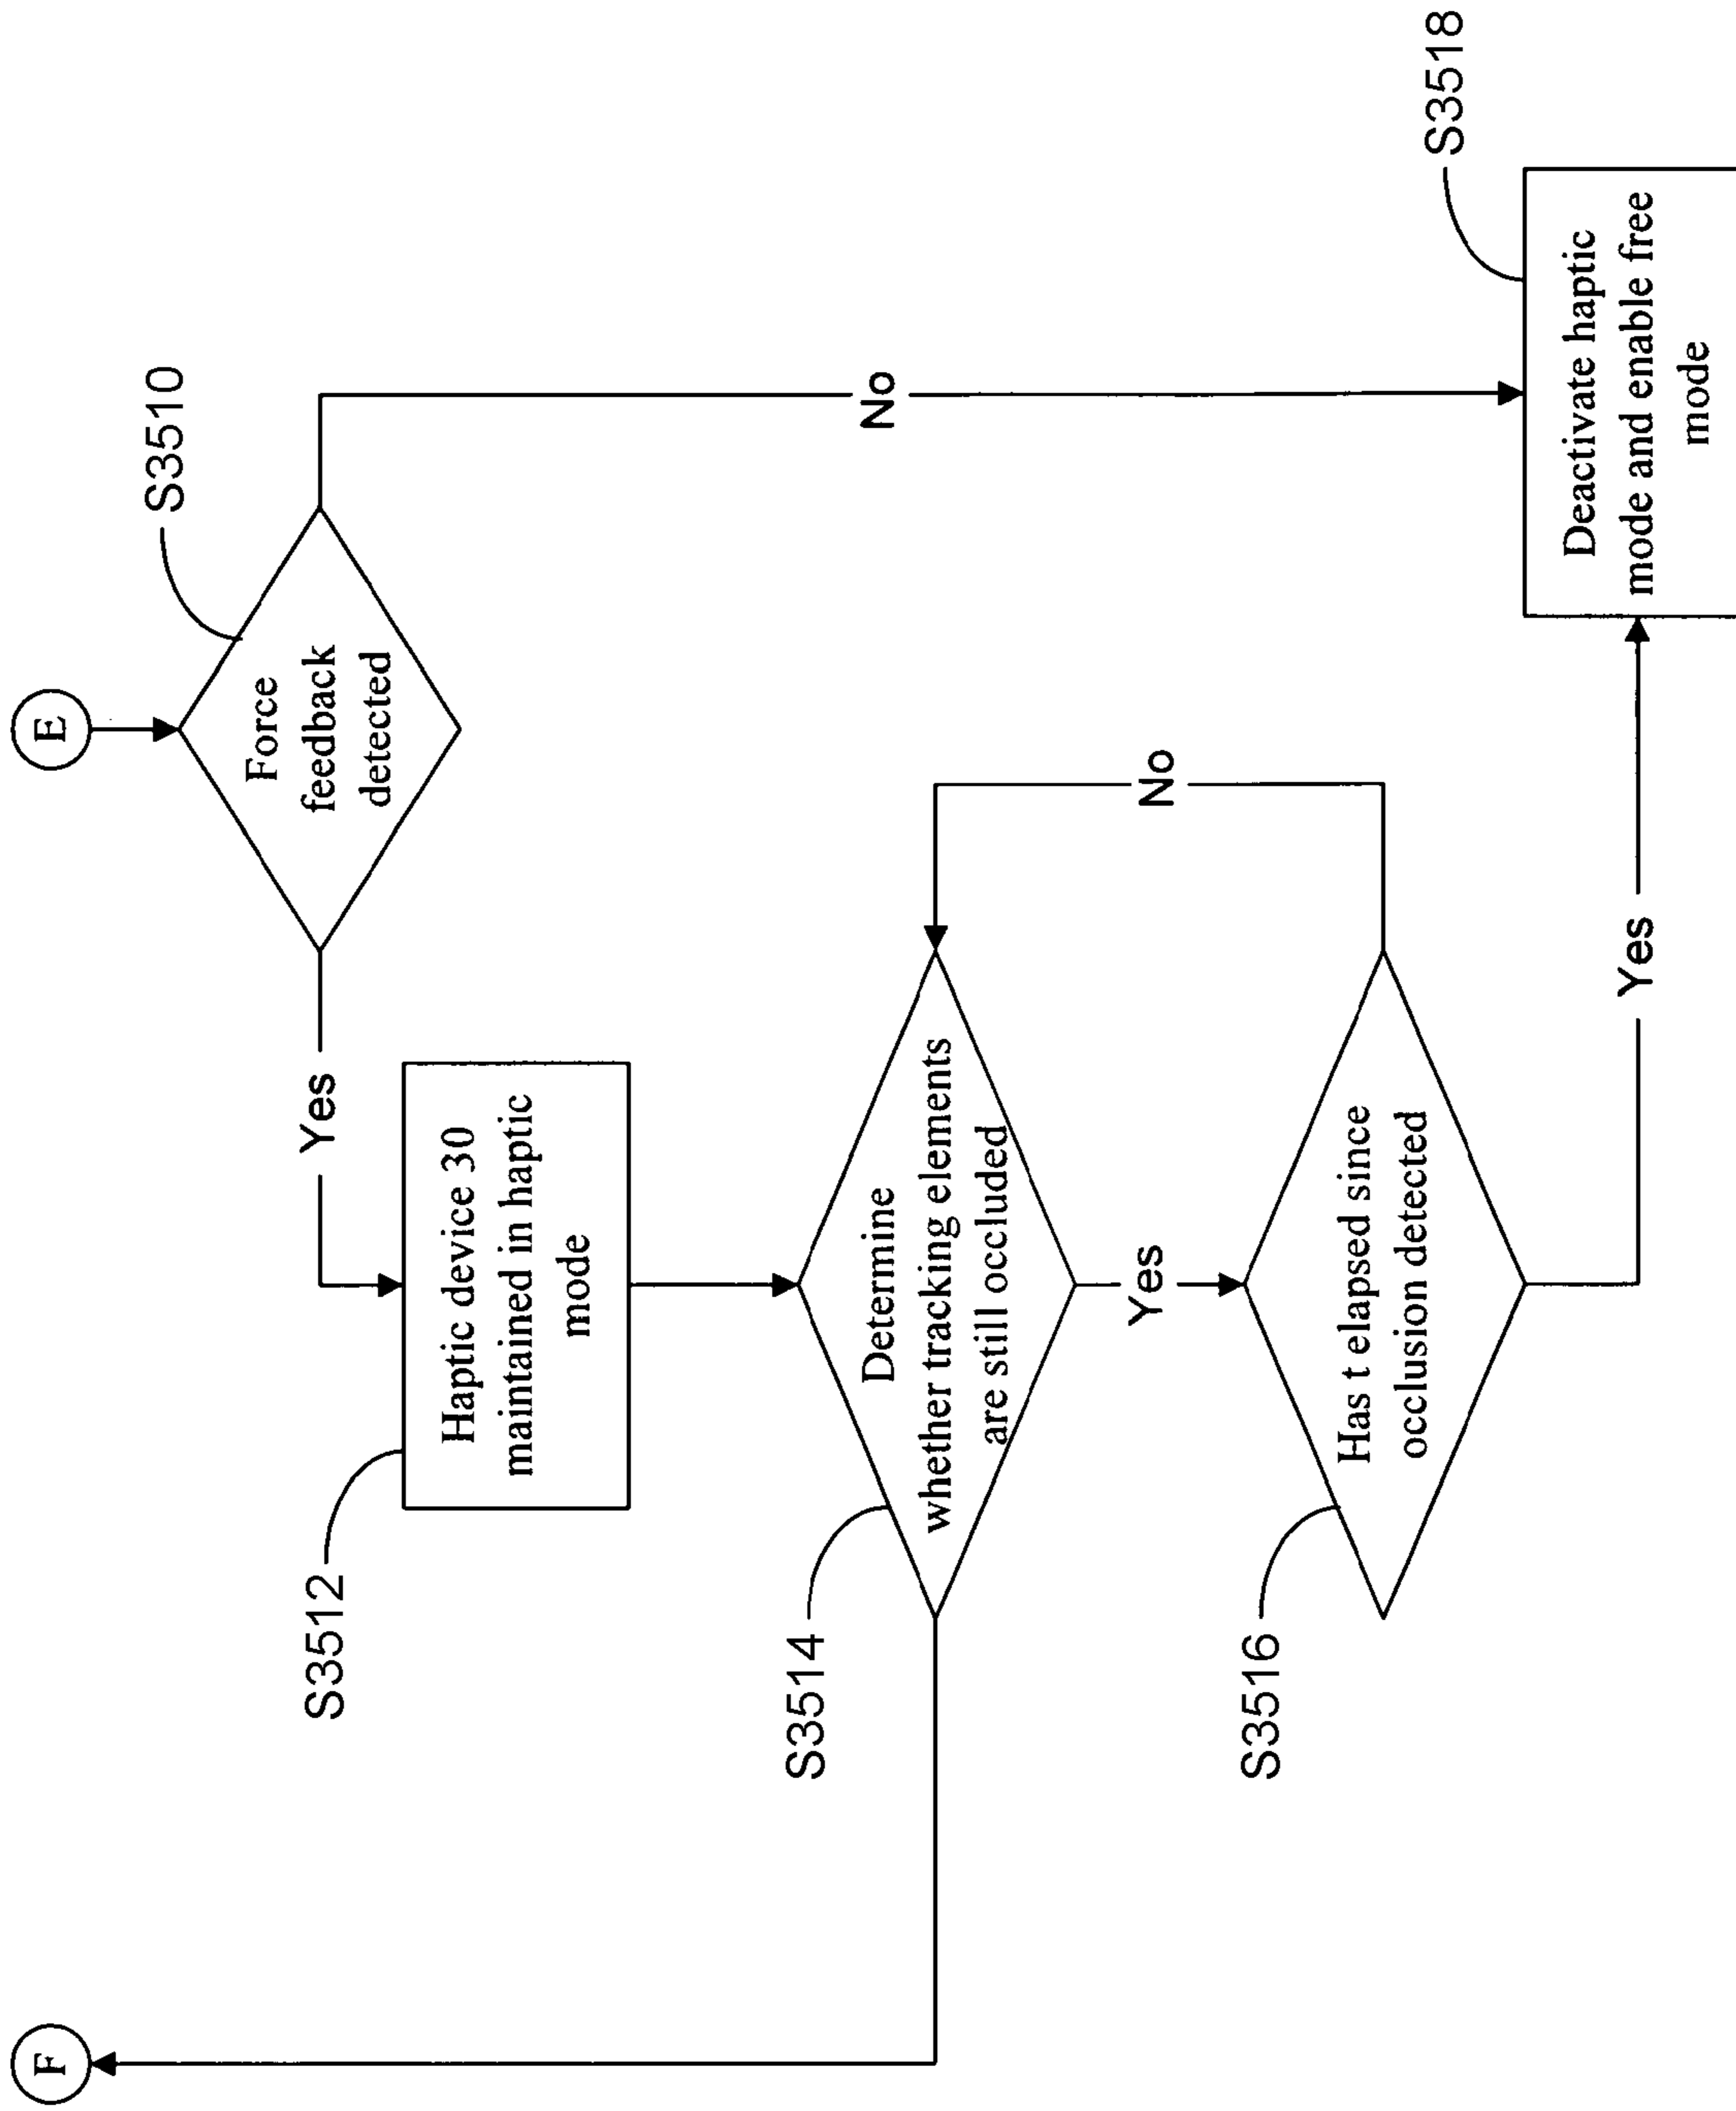 F
E
S3510
Force
feedback
detected
Yes
No
S3512
Haptic device 30
maintained in haptic
mode
S3514
Determine
whether tracking elements
are still occluded
No
Yes
S3516
Has t elapsed since
occlusion detected
Yes
S3518
Deactivate haptic
mode and enable free
mode